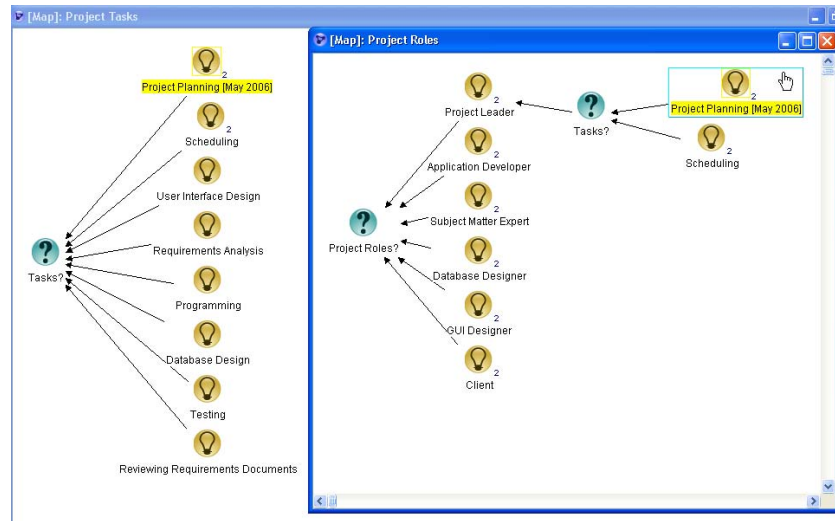 [Map]: Project Tasks
2
Project Planning [May 2006]
2
Scheduling
User Interface Design
Requirements Analysis
?
Tasks?
Programming
Database Design
Testing
Reviewing Requirements Documents
[Map]: Project Roles
2
Project Leader
?
Tasks?
2
Project Planning [May 2006]
2
Scheduling
2
Application Developer
2
Subject Matter Expert
?
Project Roles?
2
Database Designer
2
GUI Designer
2
Client